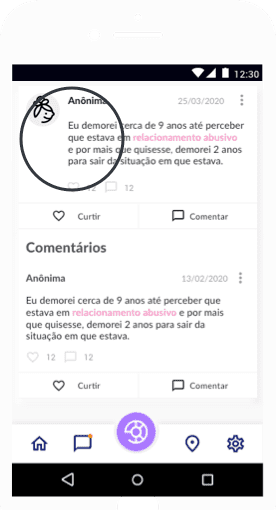 12:30
Anônima 25/03/2020
Eu demorei cerca de 9 anos até perceber
que estava em relacionamento abusivo
e por mais que quisesse, demorei 2 anos
para sair da situação em que estava.
12 12
Curtir Comentar
Comentários
Anônima 13/02/2020
Eu demorei cerca de 9 anos até perceber que
estava em relacionamento abusivo e por mais
que quisesse, demorei 2 anos para sair da
situação em que estava.
12 12
Curtir Comentar